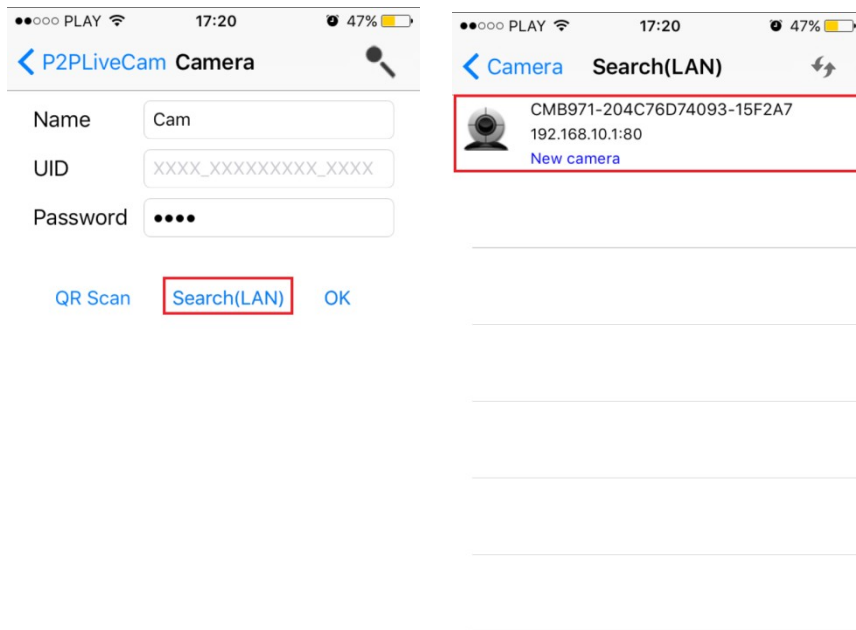 PLAY 17:20 47%
P2PLiveCam Camera
Name Cam
UID XXXX_XXXXXXXXX_XXXX
Password ••••
QR Scan Search(LAN) OK
PLAY 17:20 47%
Camera Search(LAN)
CMB971-204C76D74093-15F2A7
192.168.10.1:80
New camera